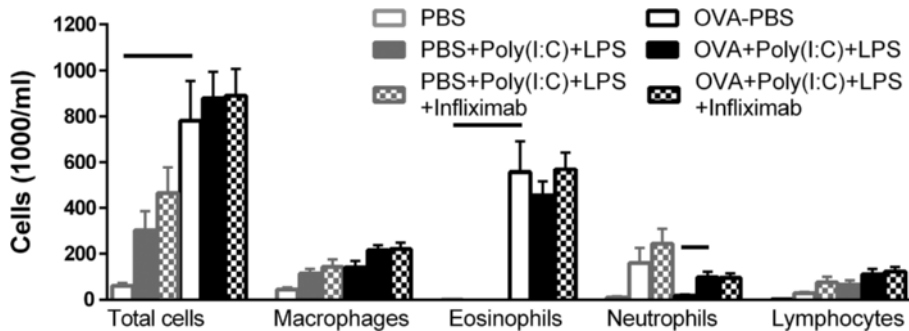 Cells (1000/ml)
1200
1000
800
600
400
200
0
PBS
PBS+Poly(I:C)+LPS
PBS+Poly(I:C)+LPS
+Infliximab
OVA-PBS
OVA+Poly(I:C)+LPS
OVA+Poly(I:C)+LPS
+Infliximab
Total cells
Macrophages
Eosinophils
Neutrophils
Lymphocytes